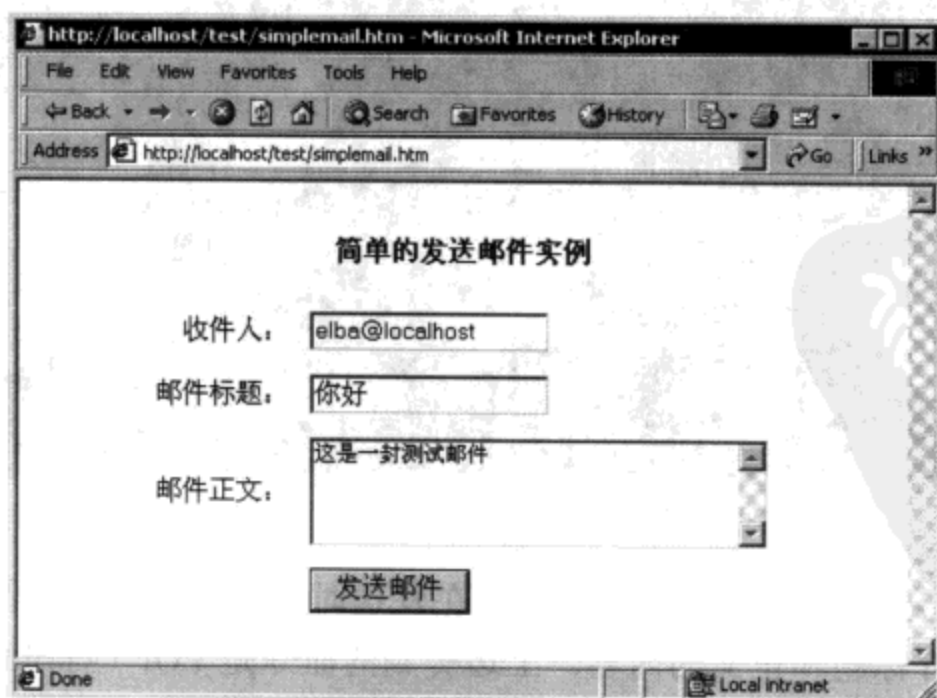 http://localhost/test/simplemail.htm - Microsoft Internet Explorer
File Edit View Favorites Tools Help
Back Search Favorites History
Address http://localhost/test/simplemail.htm Go Links »
简单的发送邮件实例
收件人： elba@localhost
邮件标题： 你好
这是一封测试邮件
邮件正文：
发送邮件
Done Local intranet